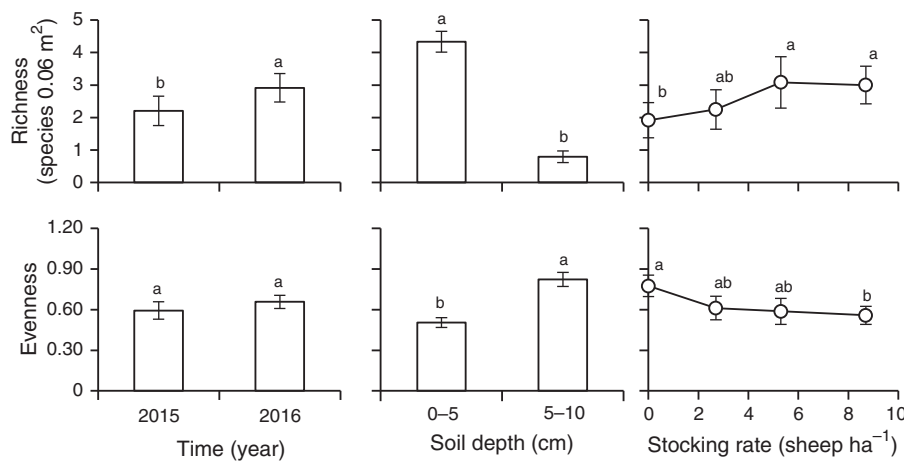 Richness
(species 0.06 m⁻²)
5
4
3
2
1
0
b
a
a
b
b
ab
a
a
Evenness
1.20
0.90
0.60
0.30
0
a
a
b
a
a
ab
ab
b
2015
2016
0–5
5–10
0
2
4
6
8
10
Time (year)
Soil depth (cm)
Stocking rate (sheep ha⁻¹)